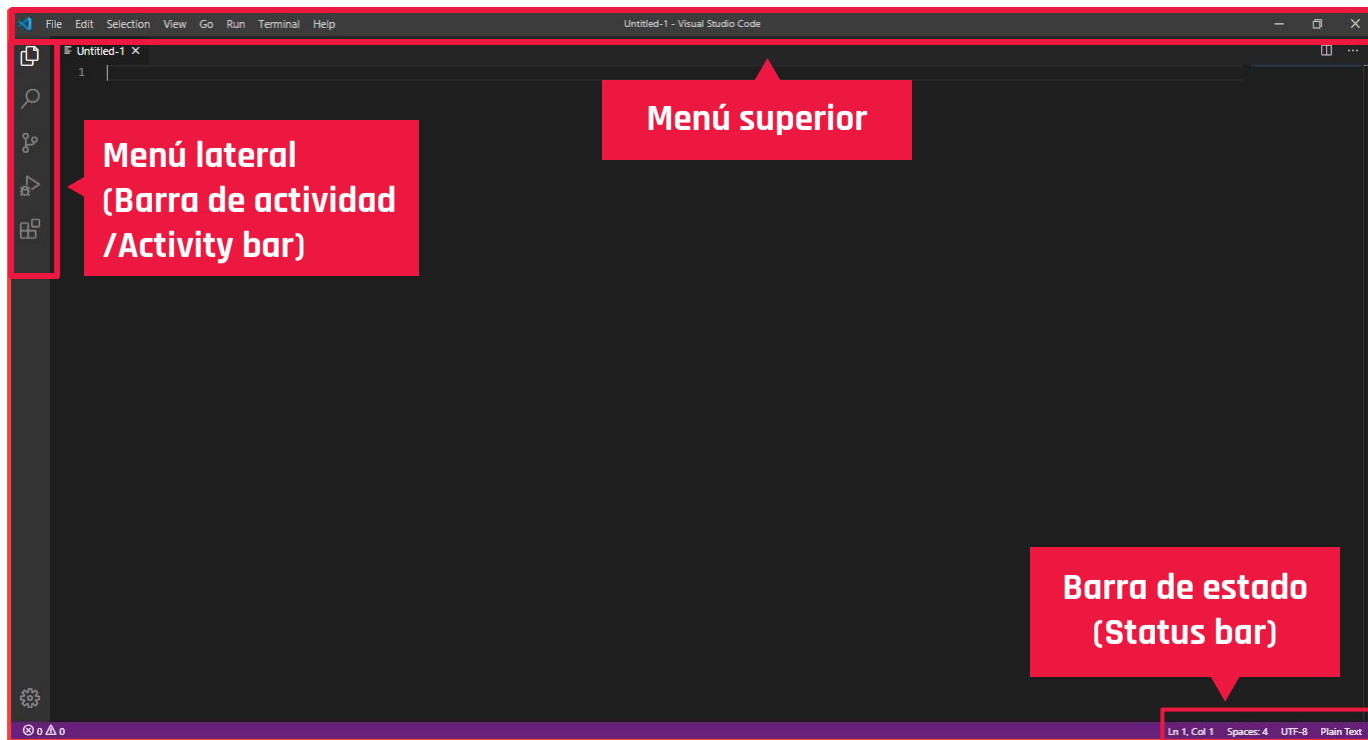 File Edit Selection View Go Run Terminal Help Untitled-1 - Visual Studio Code
Untitled-1
1
Menú superior
Menú lateral
(Barra de actividad
/Activity bar)
Barra de estado
(Status bar)
0 0 Ln 1, Col 1 Spaces: 4 UTF-8 Plain Text